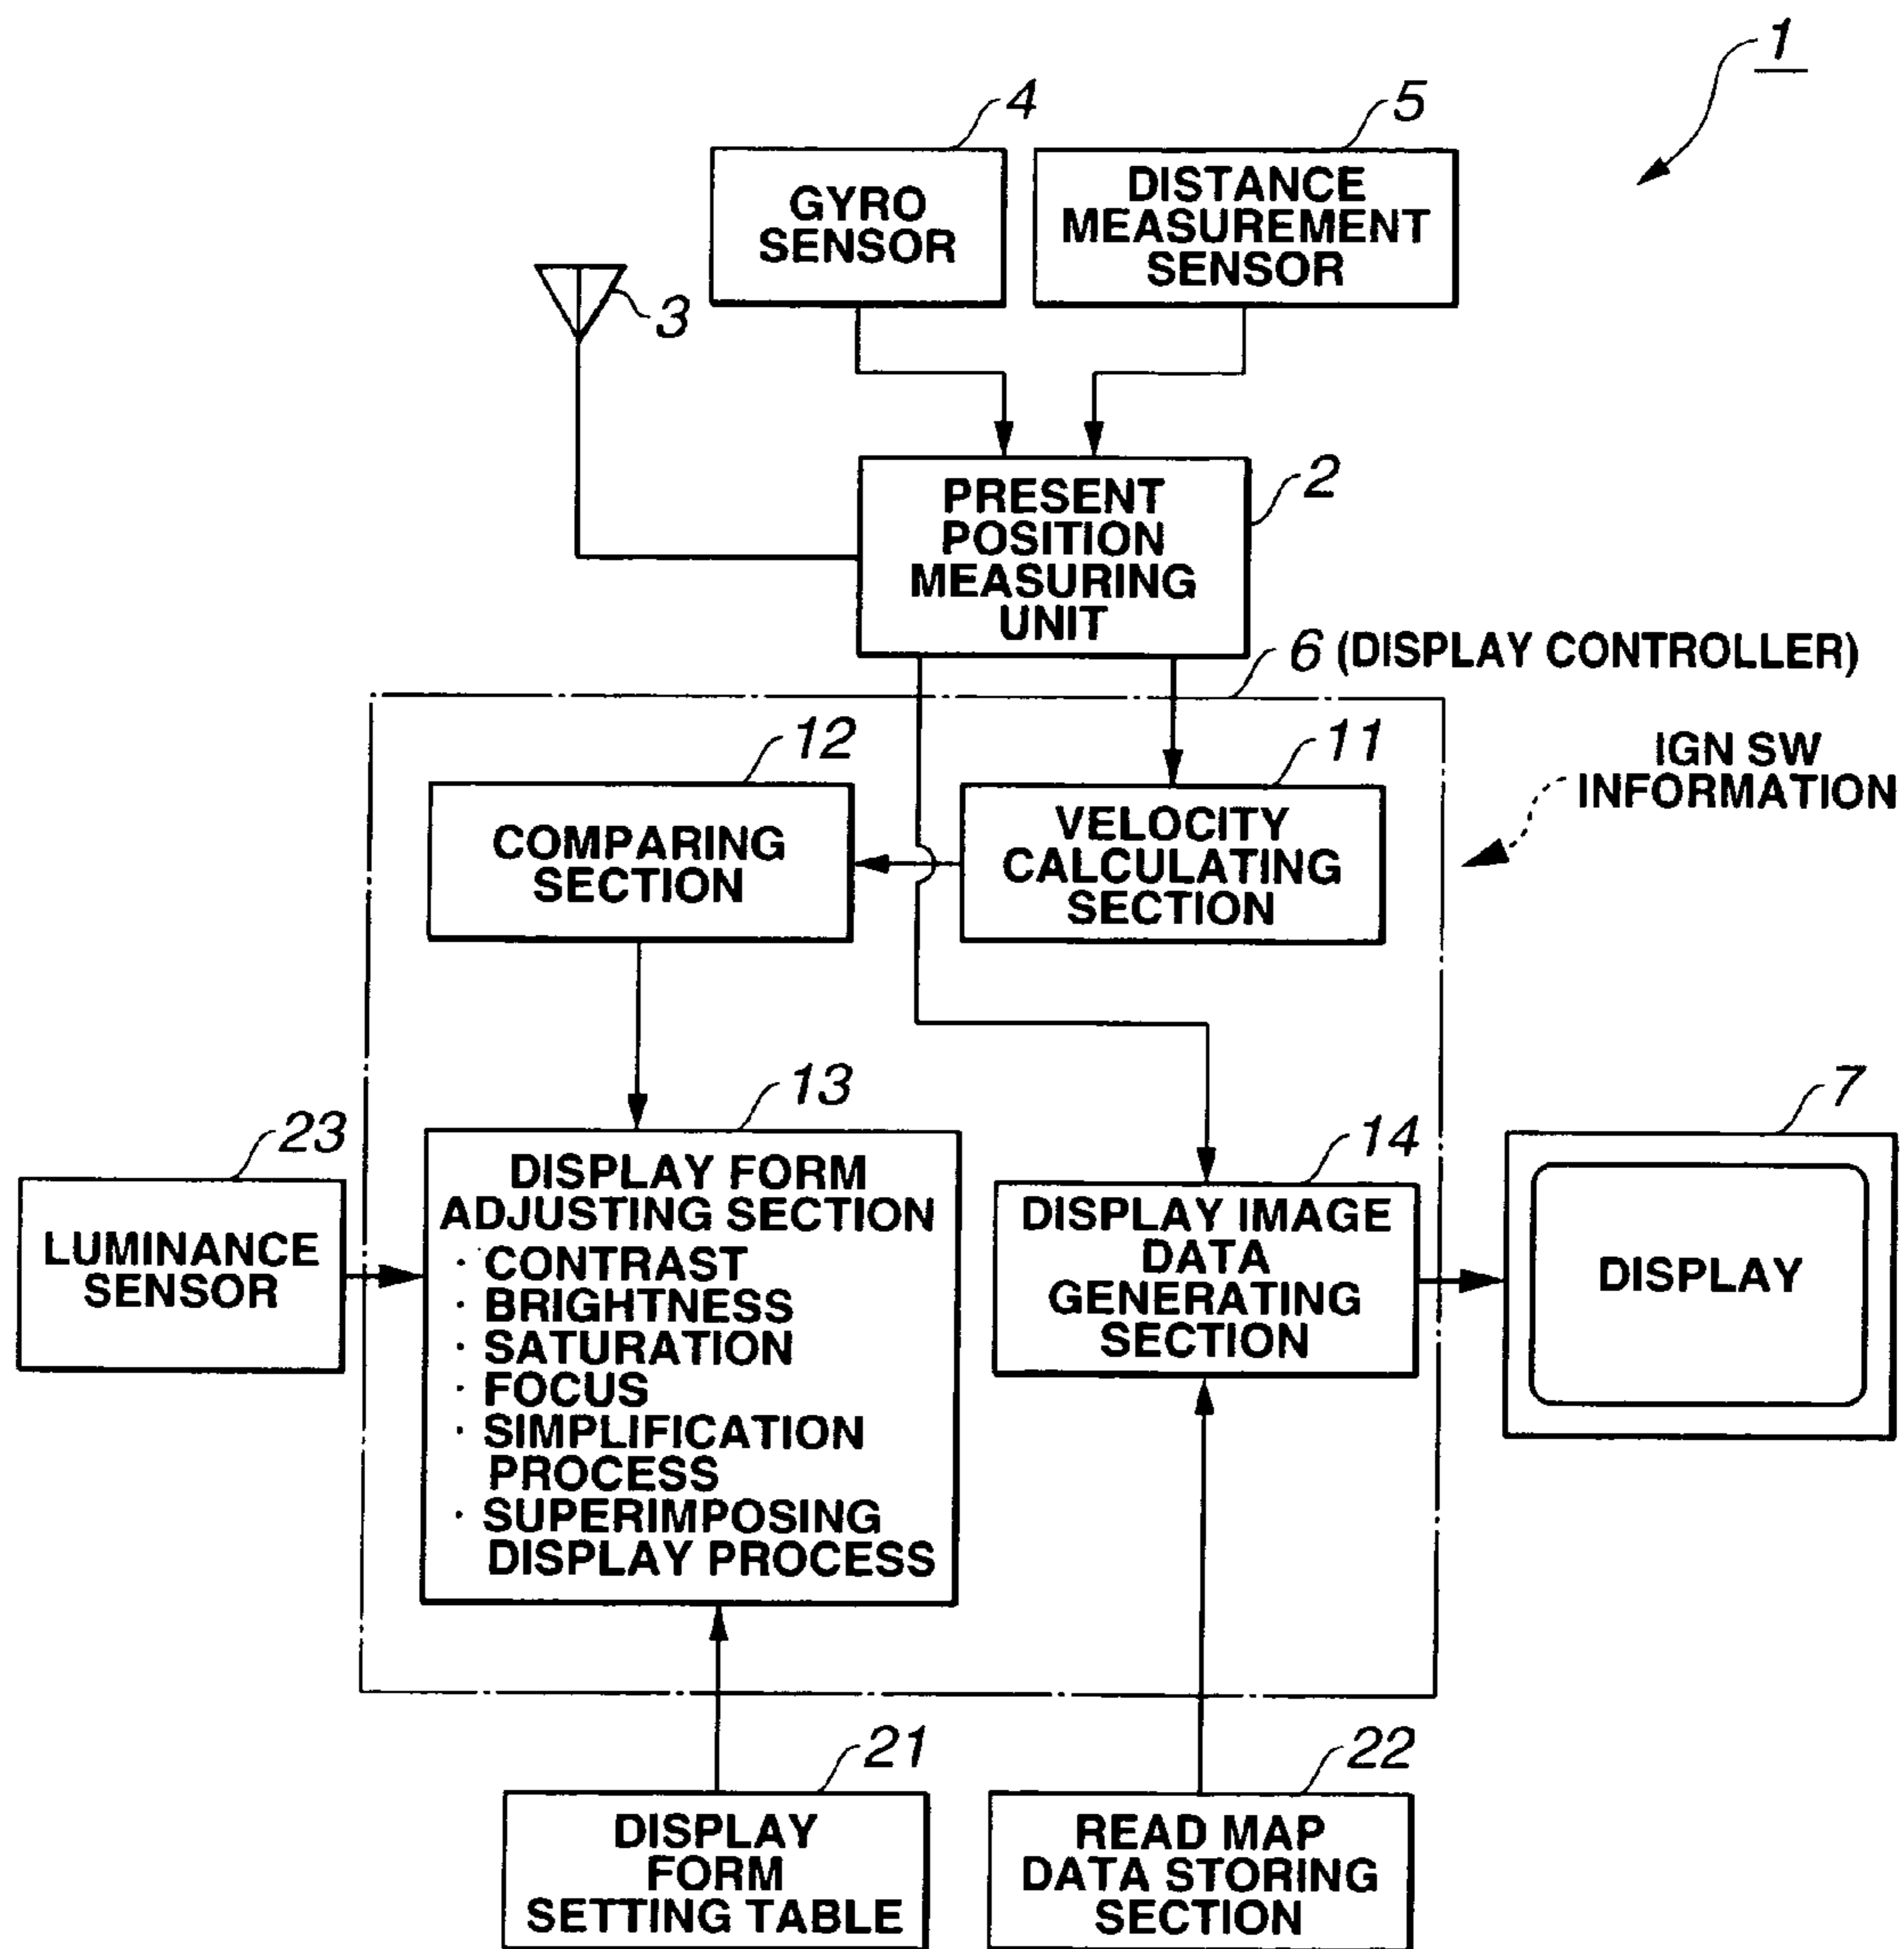 1
4
5
GYRO
SENSOR
DISTANCE
MEASUREMENT
SENSOR
3
2
PRESENT
POSITION
MEASURING
UNIT
6 (DISPLAY CONTROLLER)
12
11
IGN SW
INFORMATION
COMPARING
SECTION
VELOCITY
CALCULATING
SECTION
13
14
7
23
LUMINANCE
SENSOR
DISPLAY FORM
ADJUSTING SECTION
· CONTRAST
· BRIGHTNESS
· SATURATION
· FOCUS
· SIMPLIFICATION
PROCESS
· SUPERIMPOSING
DISPLAY PROCESS
DISPLAY IMAGE
DATA
GENERATING
SECTION
DISPLAY
21
22
DISPLAY
FORM
SETTING TABLE
READ MAP
DATA STORING
SECTION